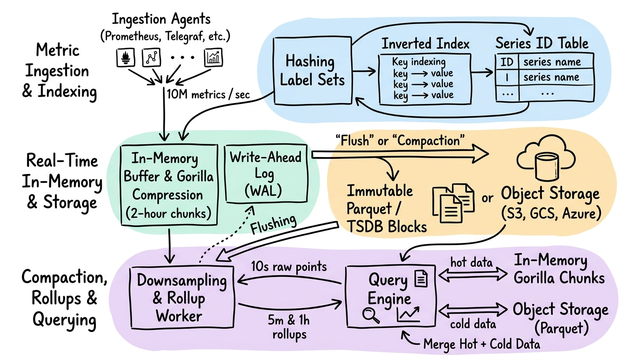 Ingestion Agents
(Prometheus, Telegraf, etc.)
Metric
Ingestion
& Indexing
10M metrics / sec
Hashing
Label Sets
Inverted Index
Key indexing
key → value
key → value
key → value
Series ID Table
ID series name
1 series name
... ...
Real-Time
In-Memory
& Storage
In-Memory
Buffer & Gorilla
Compression
(2-hour chunks)
Write-Ahead
Log
(WAL)
"Flush" or "Compaction"
Immutable
Parquet /
TSDB Blocks
or
Object Storage
(S3, GCS, Azure)
Flushing
Compaction,
Rollups &
Querying
Downsampling
& Rollup
Worker
10s raw points
5m & 1h
rollups
Query
Engine
hot data
In-Memory
Gorilla Chunks
cold data
Object Storage
(Parquet)
Merge Hot + Cold Data